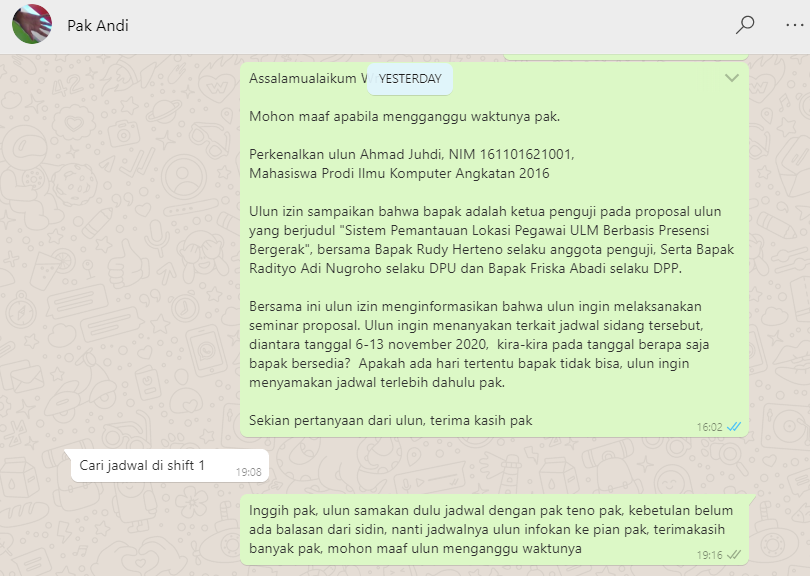 Pak Andi
Assalamualaikum
YESTERDAY
Mohon maaf apabila mengganggu waktunya pak.
Perkenalkan ulun Ahmad Juhdi, NIM 161101621001,
Mahasiswa Prodi Ilmu Komputer Angkatan 2016
Ulun izin sampaikan bahwa bapak adalah ketua penguji pada proposal ulun
yang berjudul "Sistem Pemantauan Lokasi Pegawai ULM Berbasis Presensi
Bergerak", bersama Bapak Rudy Herteno selaku anggota penguji, Serta Bapak
Radityo Adi Nugroho selaku DPU dan Bapak Friska Abadi selaku DPP.
Bersama ini ulun izin menginformasikan bahwa ulun ingin melaksanakan
seminar proposal. Ulun ingin menanyakan terkait jadwal sidang tersebut,
diantara tanggal 6-13 november 2020,  kira-kira pada tanggal berapa saja
bapak bersedia?  Apakah ada hari tertentu bapak tidak bisa, ulun ingin
menyamakan jadwal terlebih dahulu pak.
Sekian pertanyaan dari ulun, terima kasih pak
16:02
Cari jadwal di shift 1
19:08
Inggih pak, ulun samakan dulu jadwal dengan pak teno pak, kebetulan belum
ada balasan dari sidin, nanti jadwalnya ulun infokan ke pian pak, terimakasih
banyak pak, mohon maaf ulun menganggu waktunya
19:16